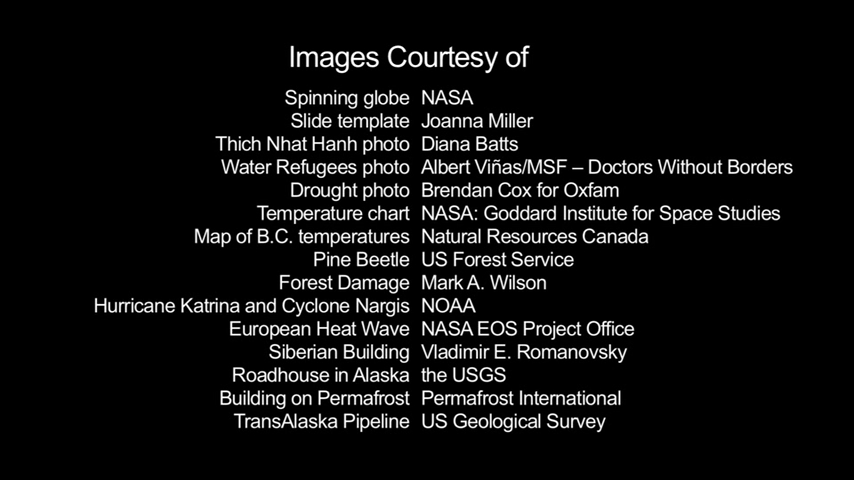 Images Courtesy of
Spinning globe NASA
Slide template Joanna Miller
Thich Nhat Hanh photo Diana Batts
Water Refugees photo Albert Viñas/MSF – Doctors Without Borders
Drought photo Brendan Cox for Oxfam
Temperature chart NASA: Goddard Institute for Space Studies
Map of B.C. temperatures Natural Resources Canada
Pine Beetle US Forest Service
Forest Damage Mark A. Wilson
Hurricane Katrina and Cyclone Nargis NOAA
European Heat Wave NASA EOS Project Office
Siberian Building Vladimir E. Romanovsky
Roadhouse in Alaska the USGS
Building on Permafrost Permafrost International
TransAlaska Pipeline US Geological Survey